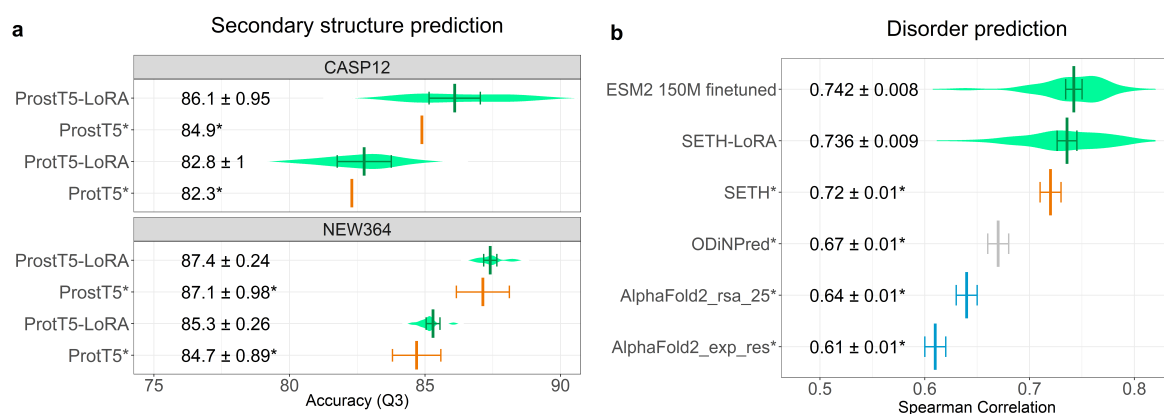 a
Secondary structure prediction
CASP12
ProstT5-LoRA 86.1 ± 0.95
ProstT5* 84.9*
ProtT5-LoRA 82.8 ± 1
ProtT5* 82.3*
NEW364
ProstT5-LoRA 87.4 ± 0.24
ProstT5* 87.1 ± 0.98*
ProtT5-LoRA 85.3 ± 0.26
ProtT5* 84.7 ± 0.89*
75 80 85 90
Accuracy (Q3)
b
Disorder prediction
ESM2 150M finetuned 0.742 ± 0.008
SETH-LoRA 0.736 ± 0.009
SETH* 0.72 ± 0.01*
ODiNPred* 0.67 ± 0.01*
AlphaFold2_rsa_25* 0.64 ± 0.01*
AlphaFold2_exp_res* 0.61 ± 0.01*
0.5 0.6 0.7 0.8
Spearman Correlation